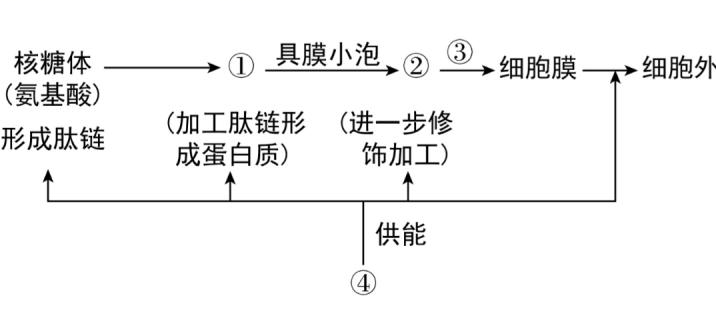 核糖体
(氨基酸)
形成肽链
①
具膜小泡
②
③
细胞膜
细胞外
(加工肽链形
成蛋白质)
(进一步修
饰加工)
供能
④